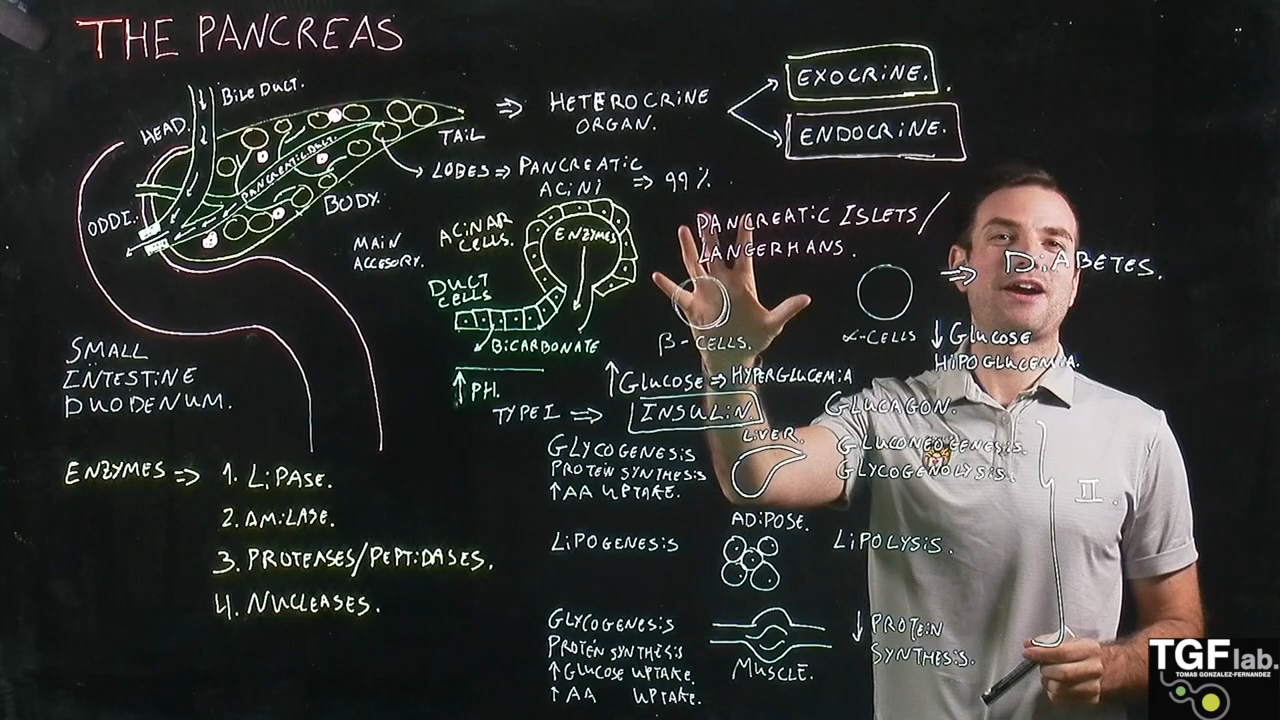 THE PANCREAS
BILE DUCT.
HEAD.
TAIL
PANCREATIC DUCT.
ODDI.
BODY.
MAIN
ACCESORY.
SMALL
INTESTINE
DUODENUM.
ENZYMES ⇒ 1. LIPASE.
2. AMILASE.
3. PROTEASES/PEPTIDASES.
4. NUCLEASES.
⇒ HETEROCRINE
ORGAN.
EXOCRINE.
ENDOCRINE.
→ LOBES ⇒ PANCREATIC
ACINI ⇒ 99%.
ACINAR
CELLS.
ENZYMES
DUCT
CELLS
BICARBONATE
↑ PH.
PANCREATIC ISLETS/
LANGERHANS.
⇒ DIABETES.
β-CELLS.
α-CELLS
↓ GLUCOSE
HIPOGLUCEMIA.
↑ GLUCOSE ⇒ HYPERGLUCEMIA
TYPE I ⇒ INSULIN.
GLUCAGON.
LIVER.
GLYCOGENESIS
PROTEIN SYNTHESIS
↑ AA UPTAKE.
GLUCONEOGENESIS.
GLYCOGENOLYSIS.
II
ADIPOSE.
LIPOGENESIS
LIPOLYSIS.
GLYCOGENESIS
PROTEIN SYNTHESIS
↑ GLUCOSE UPTAKE.
↑ AA UPTAKE.
MUSCLE.
↓ PROTEIN
SYNTHESIS.
TGF lab.
TOMAS GONZALEZ-FERNANDEZ